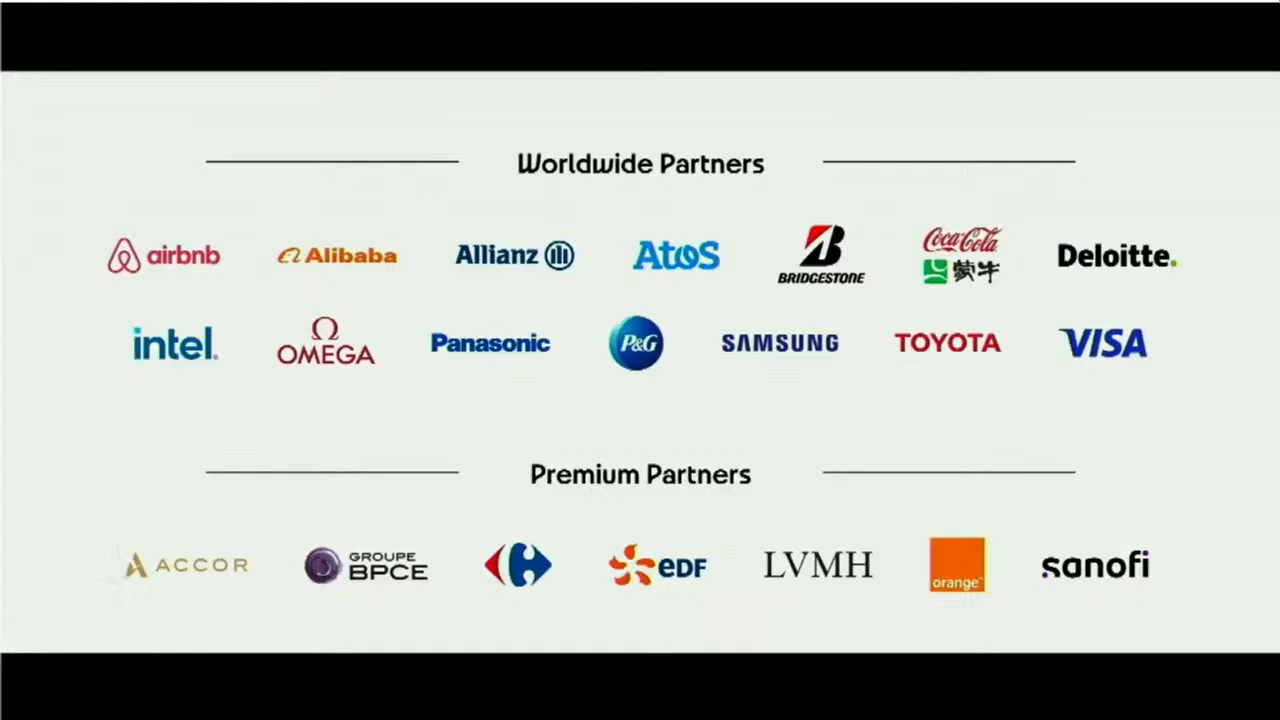 Worldwide Partners
airbnb
Alibaba
Allianz
Atos
BRIDGESTONE
Coca-Cola
蒙牛
Deloitte.
intel.
OMEGA
Panasonic
P&G
SAMSUNG
TOYOTA
VISA
Premium Partners
ACCOR
GROUPE
BPCE
eDF
LVMH
orange™
sanofi